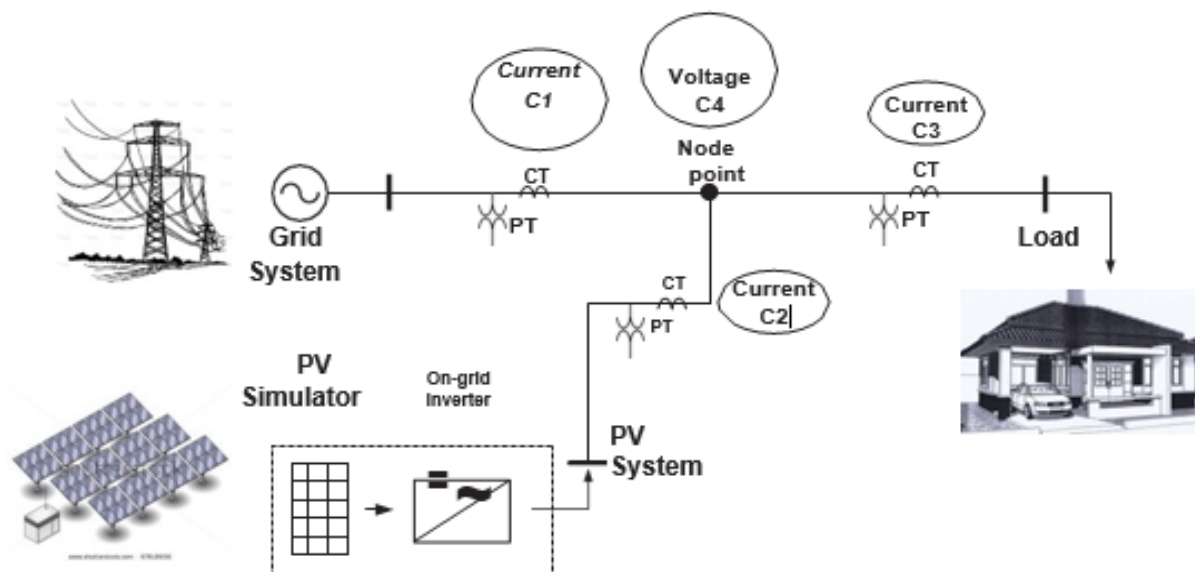 Current
C1
Voltage
C4
Current
C3
Node
point
CT
CT
PT
PT
Grid
System
Load
CT
Current
C2
PT
PV
Simulator
On-grid
Inverter
PV
System